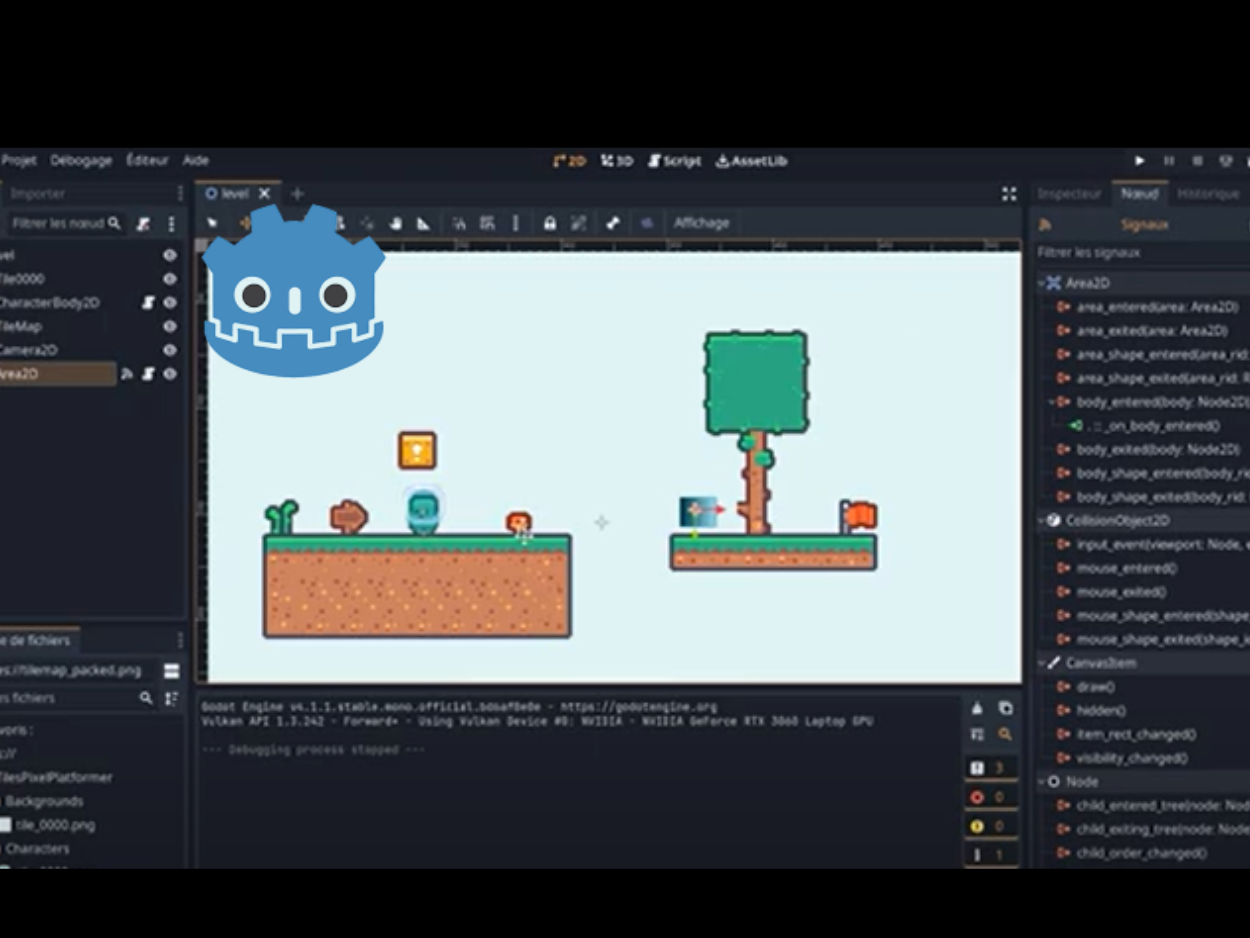 Projet Débogage Éditeur Aide
2D 3D Script AssetLib
Importer
level
Inspecteur Nœud Historique
Filtrer les nœud
Affichage
Signaux
Filtrer les signaux
vel
Tile0000
CharacterBody2D
TileMap
Camera2D
Area2D
Area2D
area_entered(area: Area2D)
area_exited(area: Area2D)
area_shape_entered(area_rid:
area_shape_exited(area_rid: R
body_entered(body: Node2D)
. :: _on_body_entered()
body_exited(body: Node2D)
body_shape_entered(body_ri
body_shape_exited(body_rid:
CollisionObject2D
input_event(viewport: Node, e
mouse_entered()
mouse_exited()
mouse_shape_entered(shape
mouse_shape_exited(shape_i
CanvasItem
draw()
hidden()
item_rect_changed()
visibility_changed()
Node
child_entered_tree(node: Nod
child_exiting_tree(node: Node
child_order_changed()
e de fichiers
es://tilemap_packed.png
es fichiers
voris :
s://
TilesPixelPlatformer
Backgrounds
tile_0000.png
Characters
Godot Engine v4.1.1.stable.mono.official.bd6af8e0e - https://godotengine.org
Vulkan API 1.3.242 - Forward+ - Using Vulkan Device #0: NVIDIA - NVIDIA GeForce RTX 3060 Laptop GPU
--- Debugging process stopped ---
3
0
0
1